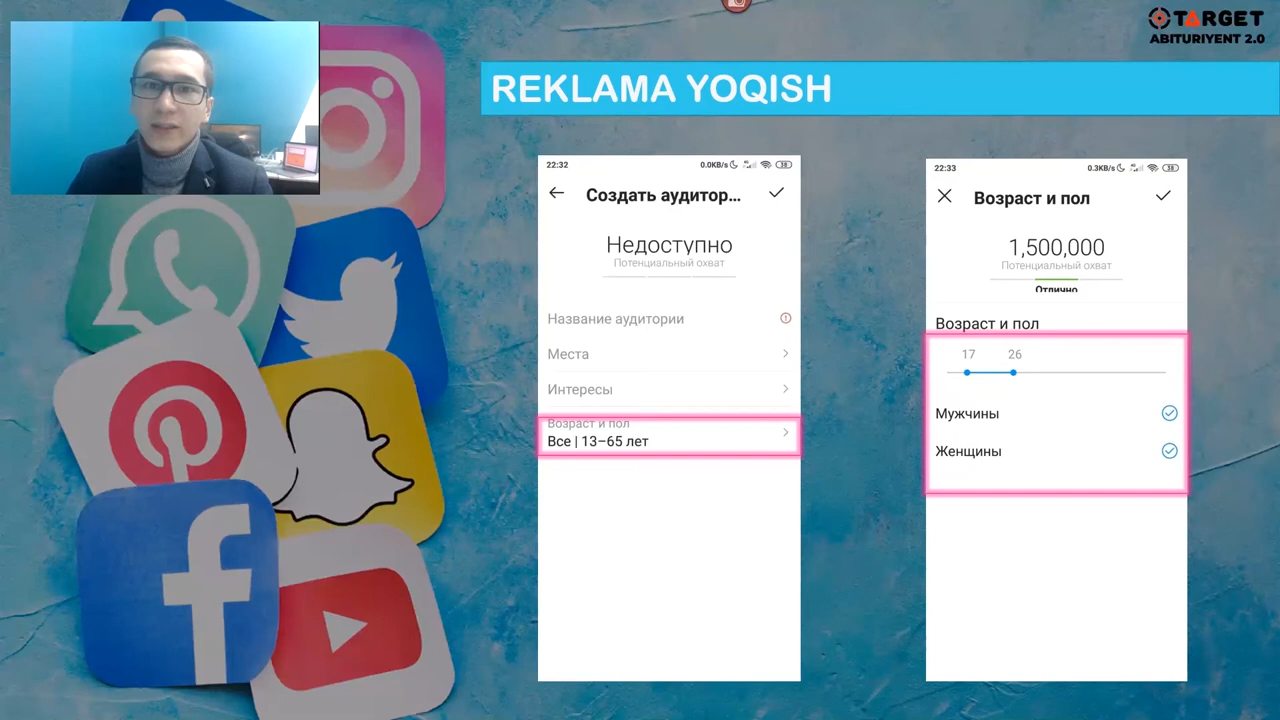 TARGET
ABITURIYENT 2.0
REKLAMA YOQISH
22:32
0.0KB/s
38
Создать аудитор...
Недоступно
Потенциальный охват
Название аудитории
Места
Интересы
Возраст и пол
Все | 13–65 лет
22:33
0.3KB/s
38
Возраст и пол
1,500,000
Потенциальный охват
Отлично
Возраст и пол
17 26
Мужчины
Женщины